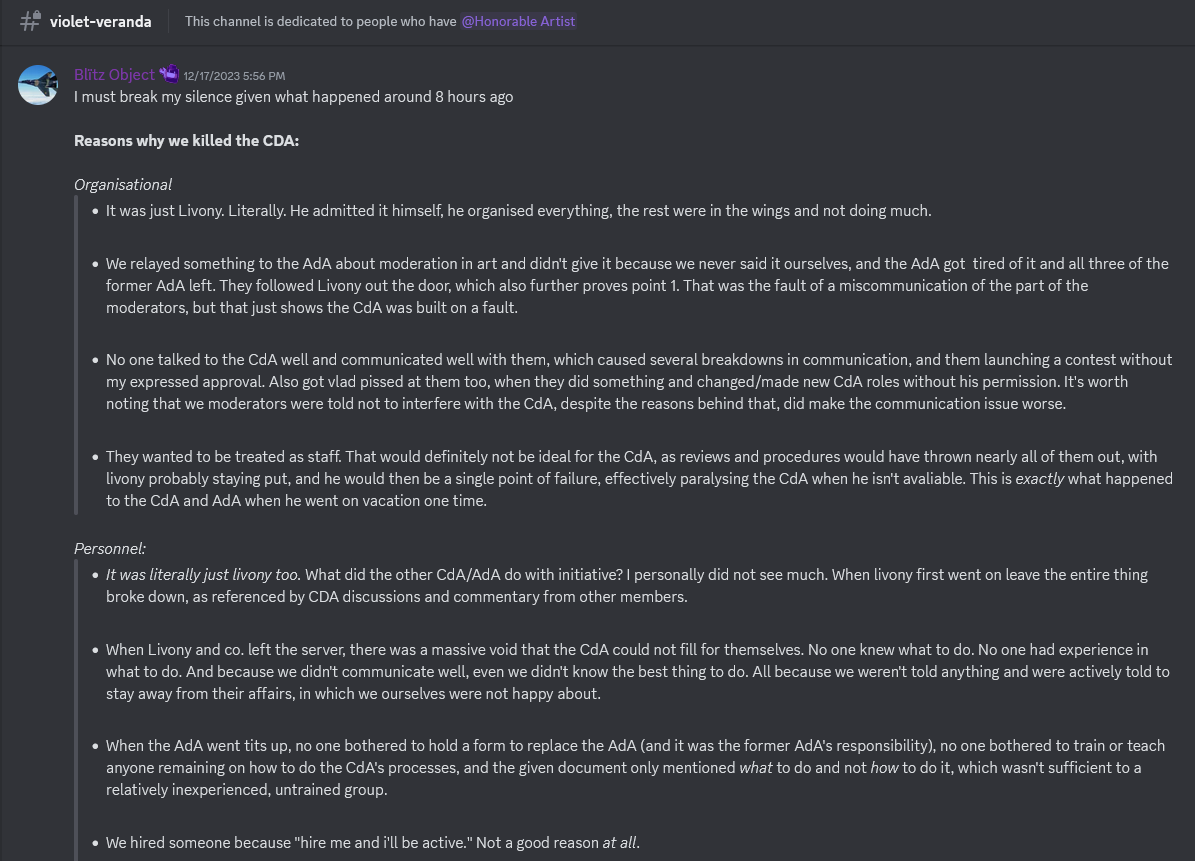 violet-veranda This channel is dedicated to people who have @Honorable Artist
Blītz Object 12/17/2023 5:56 PM
I must break my silence given what happened around 8 hours ago
Reasons why we killed the CDA:
Organisational
• It was just Livony. Literally. He admitted it himself, he organised everything, the rest were in the wings and not doing much.
• We relayed something to the AdA about moderation in art and didn't give it because we never said it ourselves, and the AdA got tired of it and all three of the
former AdA left. They followed Livony out the door, which also further proves point 1. That was the fault of a miscommunication of the part of the
moderators, but that just shows the CdA was built on a fault.
• No one talked to the CdA well and communicated well with them, which caused several breakdowns in communication, and them launching a contest without
my expressed approval. Also got vlad pissed at them too, when they did something and changed/made new CdA roles without his permission. It's worth
noting that we moderators were told not to interfere with the CdA, despite the reasons behind that, did make the communication issue worse.
• They wanted to be treated as staff. That would definitely not be ideal for the CdA, as reviews and procedures would have thrown nearly all of them out, with
livony probably staying put, and he would then be a single point of failure, effectively paralysing the CdA when he isn't avaliable. This is exactly what happened
to the CdA and AdA when he went on vacation one time.
Personnel:
• It was literally just livony too. What did the other CdA/AdA do with initiative? I personally did not see much. When livony first went on leave the entire thing
broke down, as referenced by CDA discussions and commentary from other members.
• When Livony and co. left the server, there was a massive void that the CdA could not fill for themselves. No one knew what to do. No one had experience in
what to do. And because we didn't communicate well, even we didn't know the best thing to do. All because we weren't told anything and were actively told to
stay away from their affairs, in which we ourselves were not happy about.
• When the AdA went tits up, no one bothered to hold a form to replace the AdA (and it was the former AdA's responsibility), no one bothered to train or teach
anyone remaining on how to do the CdA's processes, and the given document only mentioned what to do and not how to do it, which wasn't sufficient to a
relatively inexperienced, untrained group.
• We hired someone because "hire me and i'll be active." Not a good reason at all.